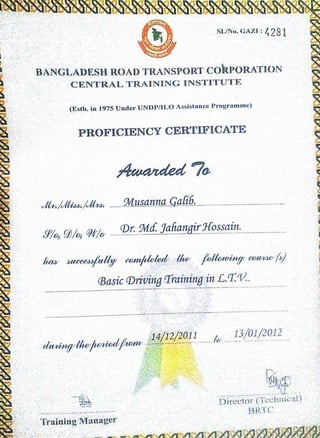 SL/No. GAZI : 4281
BANGLADESH ROAD TRANSPORT CORPORATION
CENTRAL TRAINING INSTITUTE
(Estb. in 1975 Under UNDP/ILO Assistance Programme)
PROFICIENCY CERTIFICATE
Awarded To
Mr./Miss./Mrs. Musanna Galib.
S/o, D/o, W/o Dr. Md. Jahangir Hossain.
has successfully completed the following course (s)
Basic Driving Training in L.T.V..
during the period from 14/12/2011 to 13/01/2012
Director (Technical)
BRTC
Training Manager